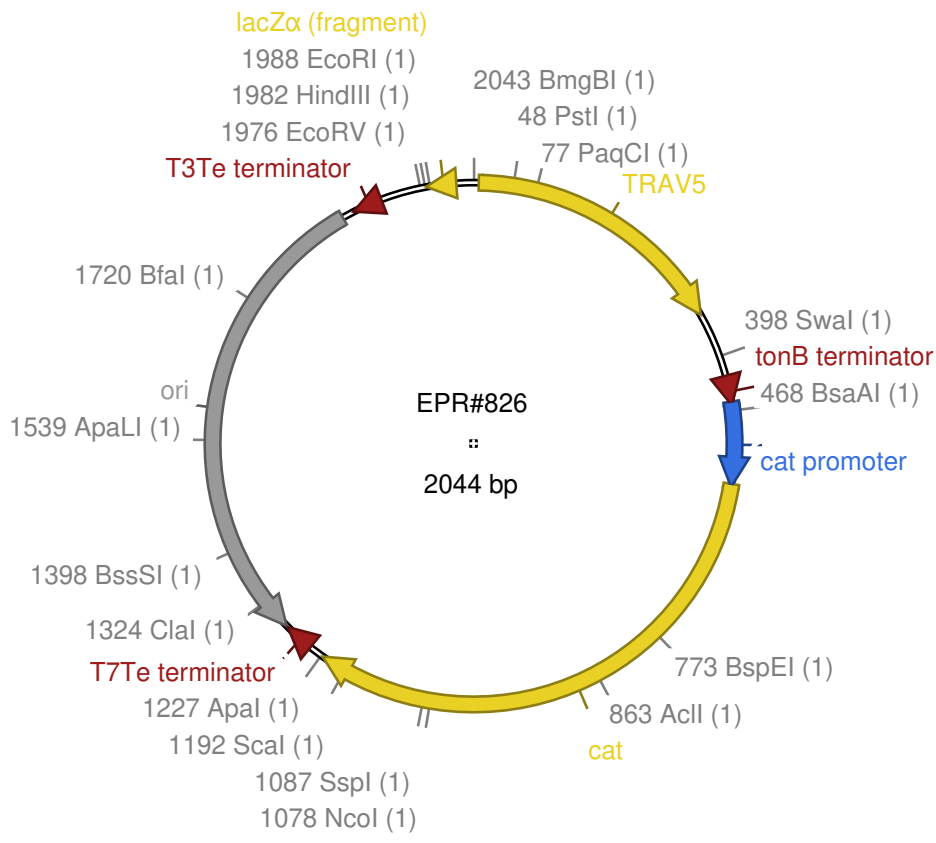 lacZα (fragment)
1988 EcoRI (1)
1982 HindIII (1)
1976 EcoRV (1)
T3Te terminator
2043 BmgBI (1)
48 PstI (1)
77 PaqCI (1)
TRAV5
1720 BfaI (1)
398 SwaI (1)
tonB terminator
468 BsaAI (1)
ori
1539 ApaLI (1)
EPR#826
2044 bp
cat promoter
1398 BssSI (1)
1324 ClaI (1)
T7Te terminator
1227 ApaI (1)
1192 ScaI (1)
1087 SspI (1)
1078 NcoI (1)
773 BspEI (1)
863 AclI (1)
cat